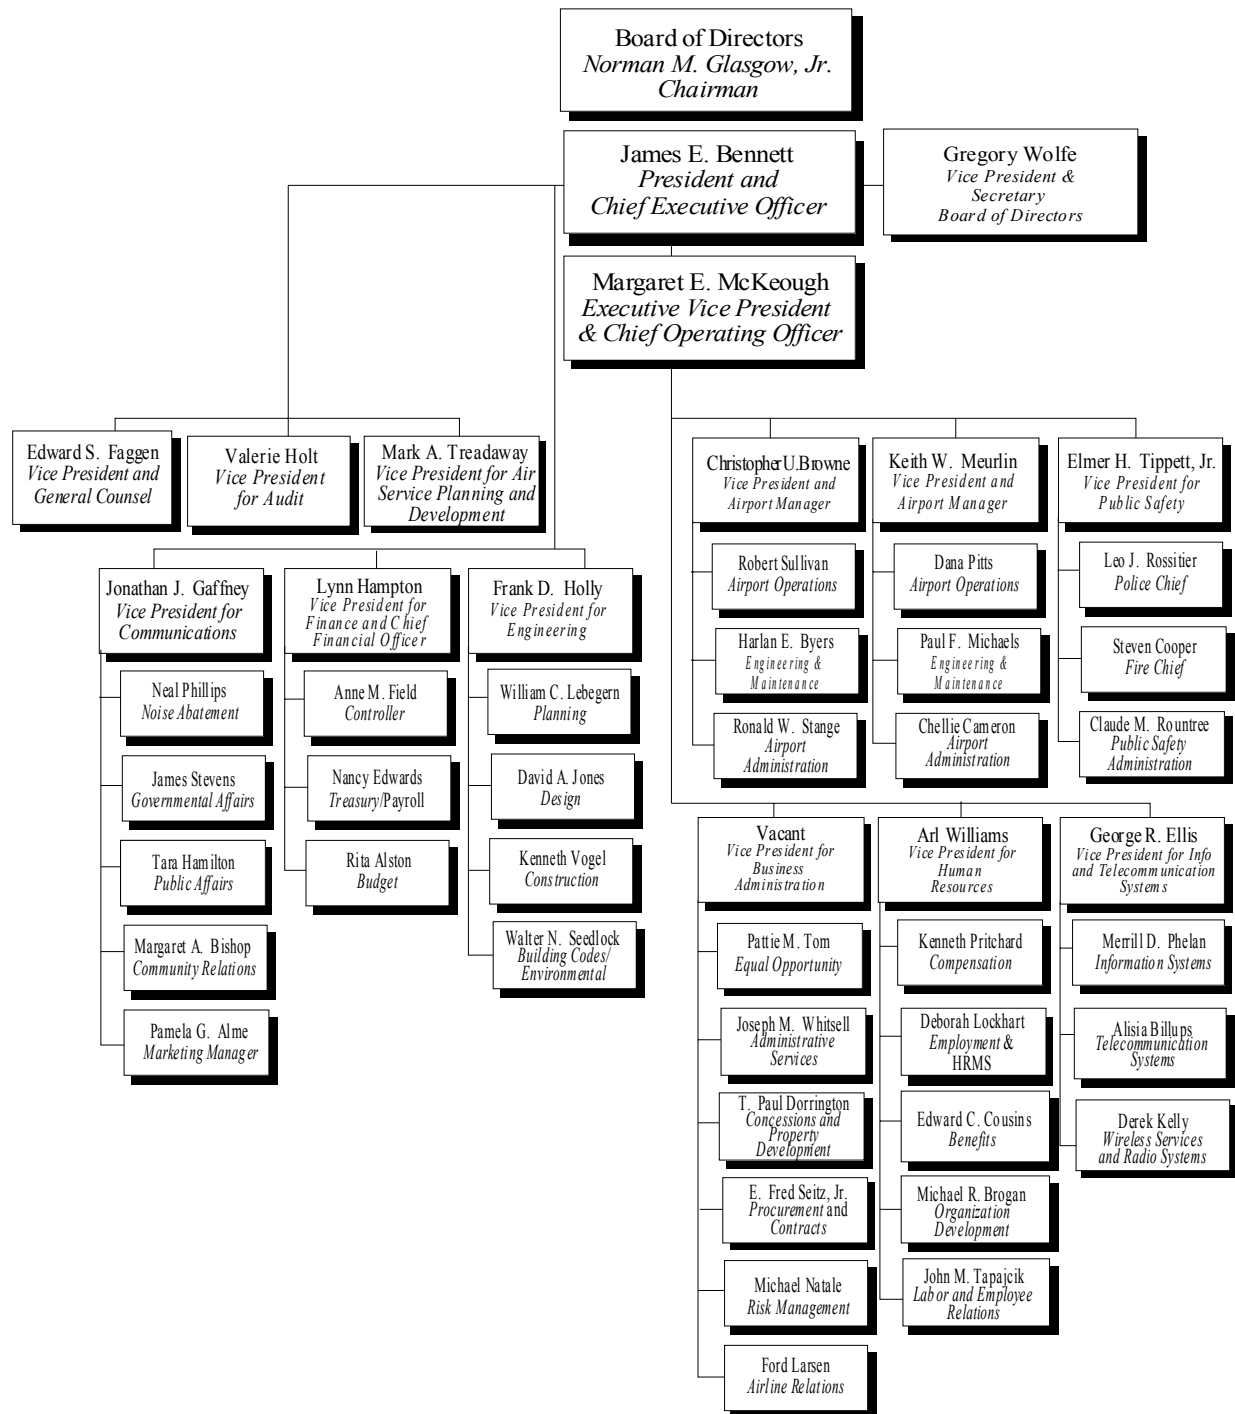 Board of Directors
Norman M. Glasgow, Jr.
Chairman
James E. Bennett
President and
Chief Executive Officer
Gregory Wolfe
Vice President &
Secretary
Board of Directors
Margaret E. McKeough
Executive Vice President
& Chief Operating Officer
Edward S. Faggen
Vice President and
General Counsel
Valerie Holt
Vice President
for Audit
Mark A. Treadaway
Vice President for Air
Service Planning and
Development
Christopher U.Browne
Vice President and
Airport Manager
Keith W. Meurlin
Vice President and
Airport Manager
Elmer H. Tippett, Jr.
Vice President for
Public Safety
Robert Sullivan
Airport Operations
Harlan E. Byers
Engineering &
Maintenance
Ronald W. Stange
Airport
Administration
Dana Pitts
Airport Operations
Paul F. Michaels
Engineering &
Maintenance
Chellie Cameron
Airport
Administration
Leo J. Rossitier
Police Chief
Steven Cooper
Fire Chief
Claude M. Rountree
Public Safety
Administration
Jonathan J. Gaffney
Vice President for
Communications
Neal Phillips
Noise Abatement
James Stevens
Governmental Affairs
Tara Hamilton
Public Affairs
Margaret A. Bishop
Community Relations
Pamela G. Alme
Marketing Manager
Lynn Hampton
Vice President for
Finance and Chief
Financial Officer
Anne M. Field
Controller
Nancy Edwards
Treasury/Payroll
Rita Alston
Budget
Frank D. Holly
Vice President for
Engineering
William C. Lebegern
Planning
David A. Jones
Design
Kenneth Vogel
Construction
Walter N. Seedlock
Building Codes/
Environmental
Vacant
Vice President for
Business
Administration
Pattie M. Tom
Equal Opportunity
Joseph M. Whitsell
Administrative
Services
T. Paul Dorrington
Concessions and
Property
Development
E. Fred Seitz, Jr.
Procurement and
Contracts
Michael Natale
Risk Management
Ford Larsen
Airline Relations
Arl Williams
Vice President for
Human
Resources
Kenneth Pritchard
Compensation
Deborah Lockhart
Employment &
HRMS
Edward C. Cousins
Benefits
Michael R. Brogan
Organization
Development
John M. Tapajcik
Labor and Employee
Relations
George R. Ellis
Vice President for Info
and Telecommunication
Systems
Merrill D. Phelan
Information Systems
Alisia Billups
Telecommunication
Systems
Derek Kelly
Wireless Services
and Radio Systems